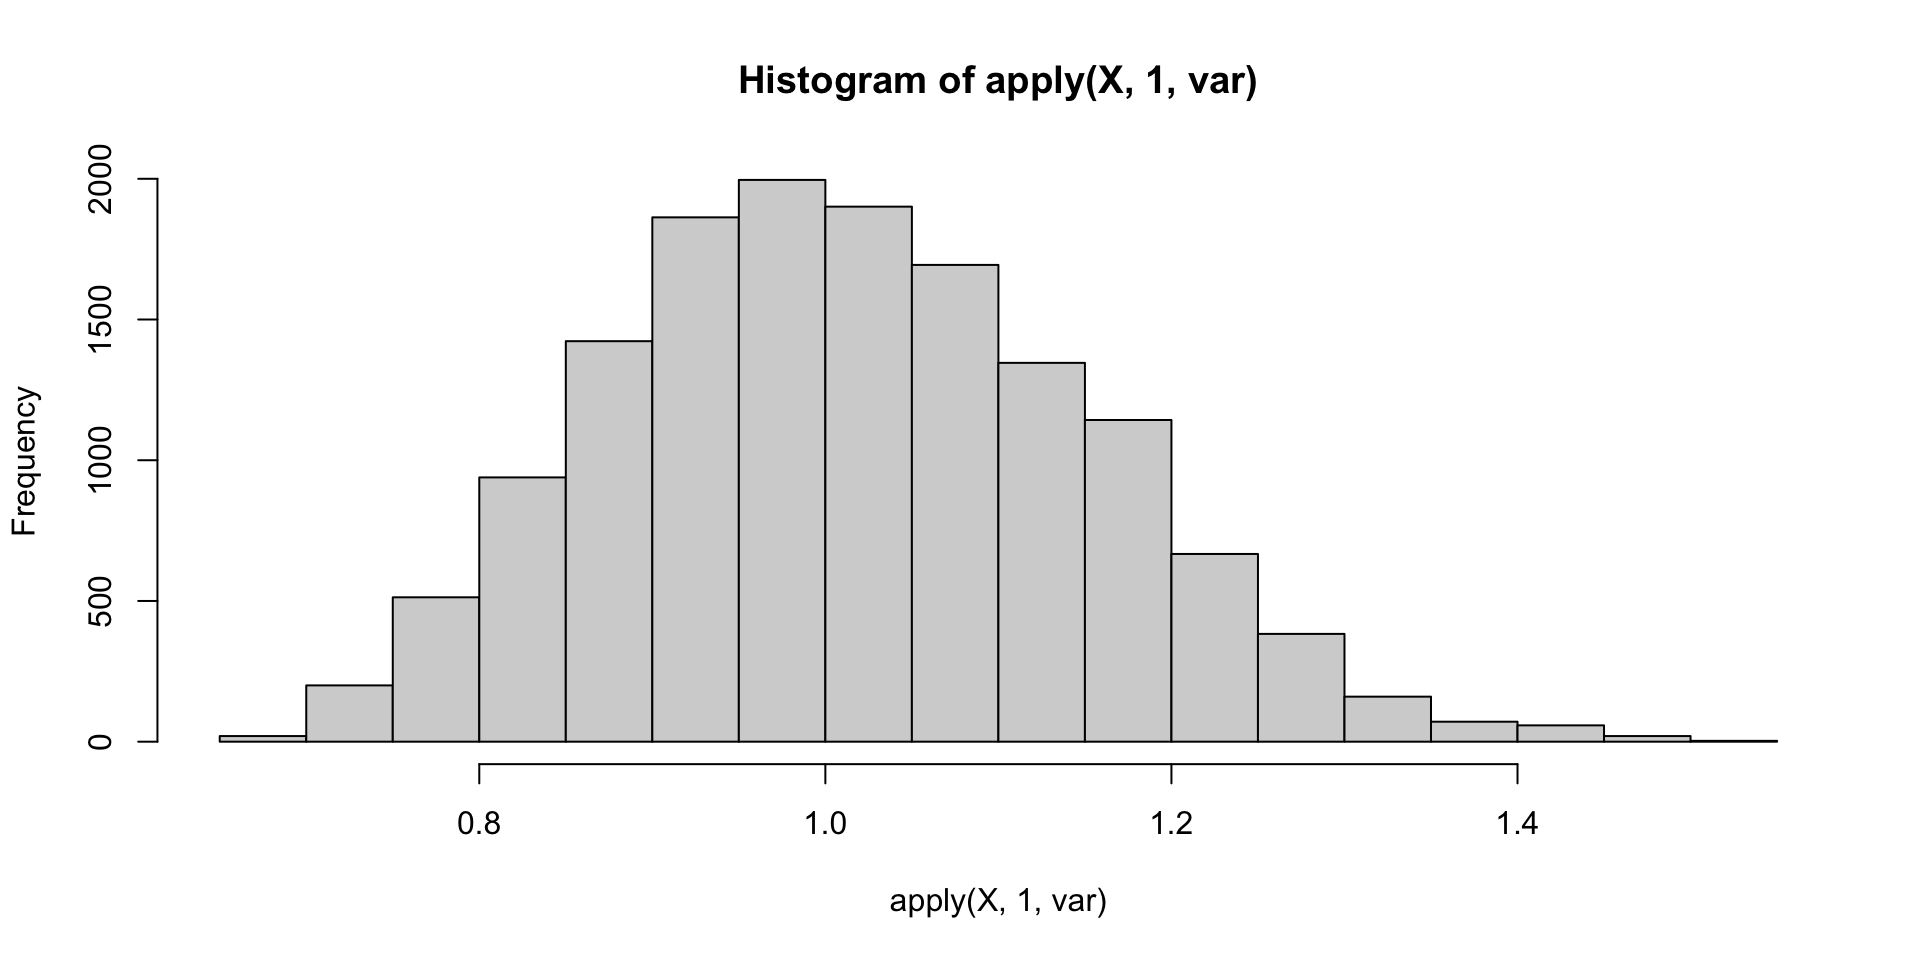 Histogram of apply(X, 1, var)
Frequency
2000
1500
1000
500
0
0.8 1.0 1.2 1.4
apply(X, 1, var)